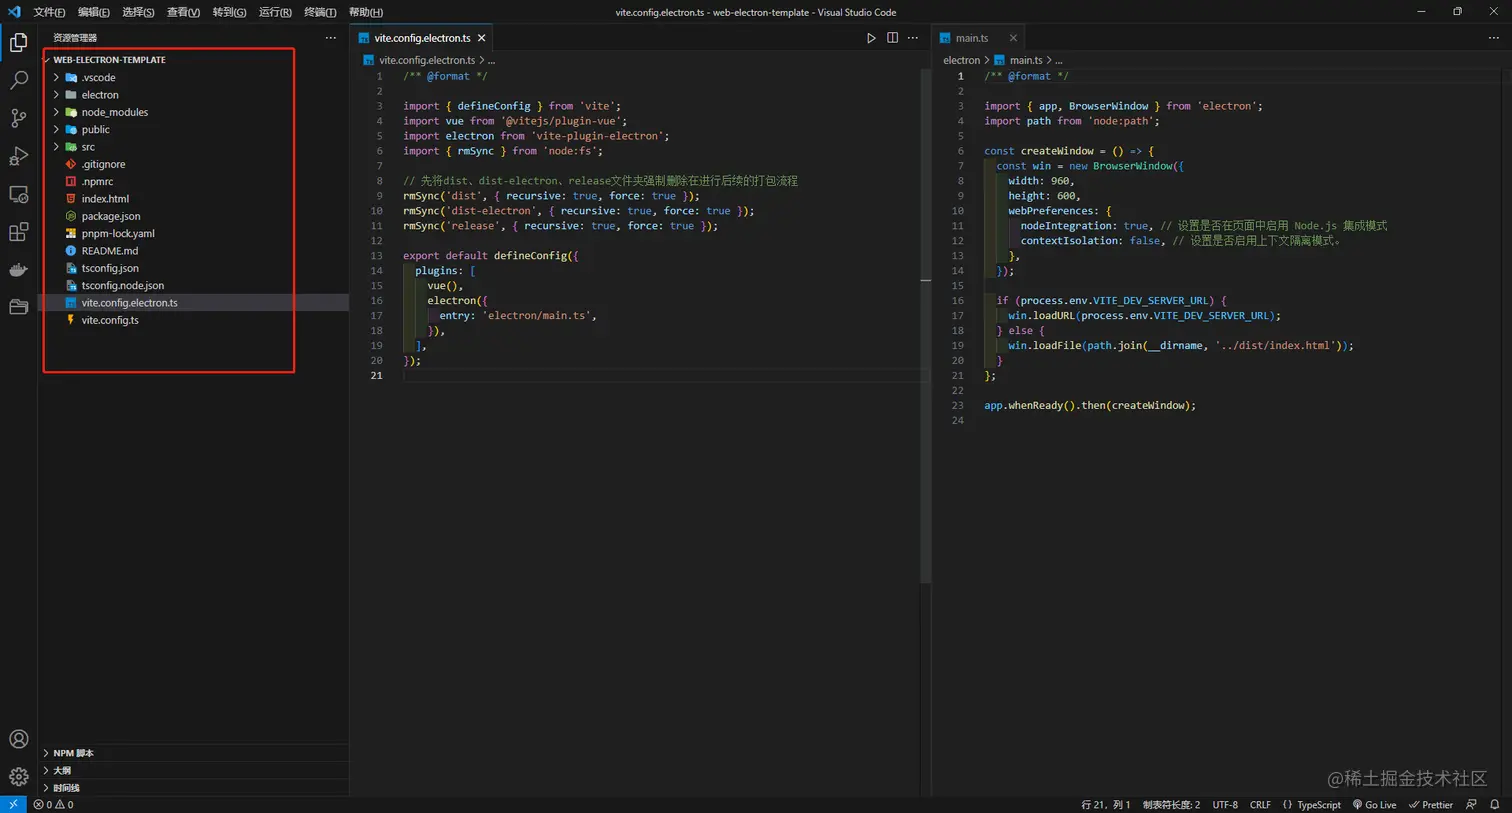 文件(F) 编辑(E) 选择(S) 查看(V) 转到(G) 运行(R) 终端(T) 帮助(H)
vite.config.electron.ts - web-electron-template - Visual Studio Code
资源管理器
WEB-ELECTRON-TEMPLATE
.vscode
electron
node_modules
public
src
.gitignore
.npmrc
index.html
package.json
pnpm-lock.yaml
README.md
tsconfig.json
tsconfig.node.json
vite.config.electron.ts
vite.config.ts
NPM 脚本
大纲
时间线
vite.config.electron.ts
vite.config.electron.ts > ...
1 /** @format */
2
3 import { defineConfig } from 'vite';
4 import vue from '@vitejs/plugin-vue';
5 import electron from 'vite-plugin-electron';
6 import { rmSync } from 'node:fs';
7
8 // 先将dist、dist-electron、release文件夹强制删除在进行后续的打包流程
9 rmSync('dist', { recursive: true, force: true });
10 rmSync('dist-electron', { recursive: true, force: true });
11 rmSync('release', { recursive: true, force: true });
12
13 export default defineConfig({
14 plugins: [
15 vue(),
16 electron({
17 entry: 'electron/main.ts',
18 }),
19 ],
20 });
21
main.ts
electron > main.ts > ...
1 /** @format */
2
3 import { app, BrowserWindow } from 'electron';
4 import path from 'node:path';
5
6 const createWindow = () => {
7 const win = new BrowserWindow({
8 width: 960,
9 height: 600,
10 webPreferences: {
11 nodeIntegration: true, // 设置是否在页面中启用 Node.js 集成模式
12 contextIsolation: false, // 设置是否启用上下文隔离模式。
13 },
14 });
15
16 if (process.env.VITE_DEV_SERVER_URL) {
17 win.loadURL(process.env.VITE_DEV_SERVER_URL);
18 } else {
19 win.loadFile(path.join(__dirname, '../dist/index.html'));
20 }
21 };
22
23 app.whenReady().then(createWindow);
24
@稀土掘金技术社区
0 0
行 21，列 1 制表符长度: 2 UTF-8 CRLF {} TypeScript Go Live Prettier